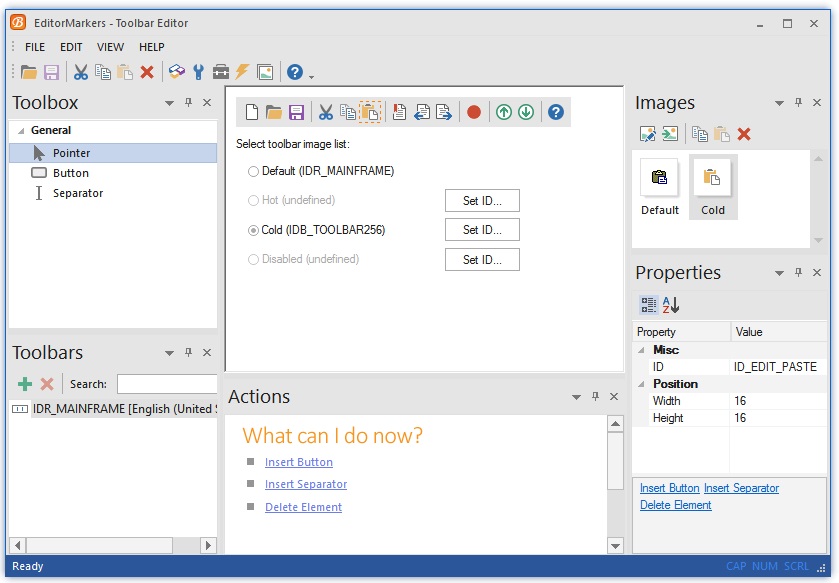 EditorMarkers - Toolbar Editor
FILE EDIT VIEW HELP
Toolbox
General
Pointer
Button
Separator
Toolbars
Search:
IDR_MAINFRAME [English (United S
Select toolbar image list:
Default (IDR_MAINFRAME)
Hot (undefined) Set ID...
Cold (IDB_TOOLBAR256) Set ID...
Disabled (undefined) Set ID...
Actions
What can I do now?
Insert Button
Insert Separator
Delete Element
Images
Default Cold
Properties
Property Value
Misc
ID ID_EDIT_PASTE
Position
Width 16
Height 16
Insert Button Insert Separator
Delete Element
Ready CAP NUM SCRL